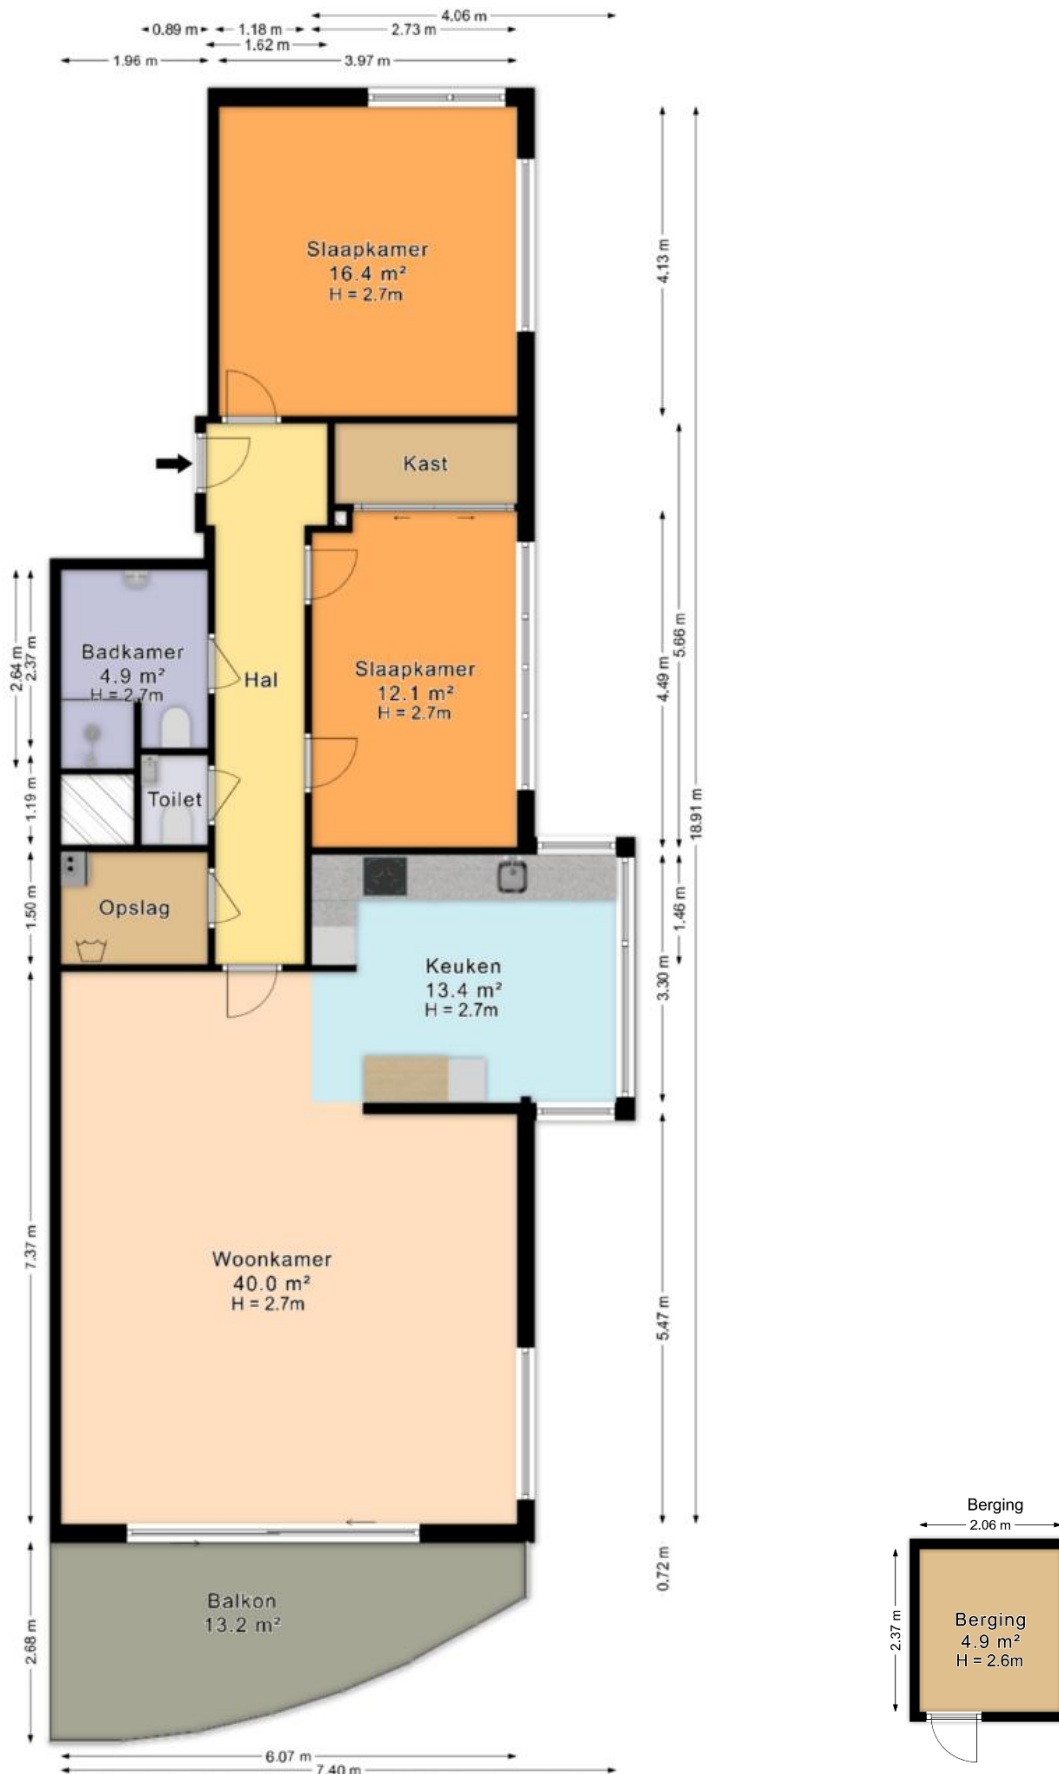 4.06 m
0.89 m
1.18 m
2.73 m
1.62 m
1.96 m
3.97 m
Slaapkamer
16.4 m²
H = 2.7m
4.13 m
Kast
Badkamer
4.9 m²
H = 2.7m
Hal
Slaapkamer
12.1 m²
H = 2.7m
2.64 m
2.37 m
4.49 m
5.66 m
18.91 m
Toilet
1.19 m
Opslag
1.50 m
1.46 m
Keuken
13.4 m²
H = 2.7m
3.30 m
Woonkamer
40.0 m²
H = 2.7m
7.37 m
5.47 m
0.72 m
Balkon
13.2 m²
2.68 m
6.07 m
7.40 m
Berging
2.06 m
Berging
4.9 m²
H = 2.6m
2.37 m